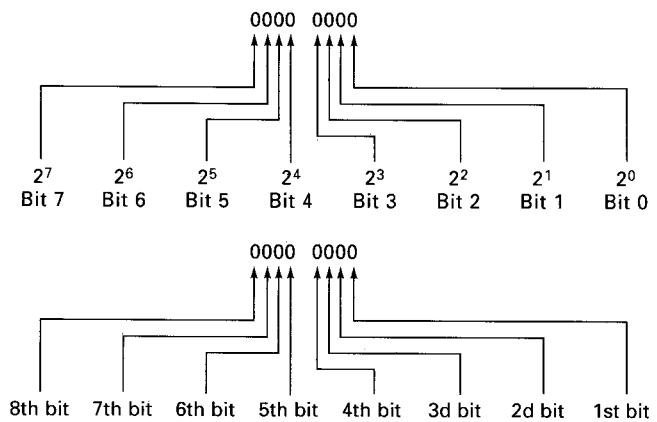 0000 0000
2⁷ 2⁶ 2⁵ 2⁴ 2³ 2² 2¹ 2⁰
Bit 7 Bit 6 Bit 5 Bit 4 Bit 3 Bit 2 Bit 1 Bit 0
0000 0000
8th bit 7th bit 6th bit 5th bit 4th bit 3d bit 2d bit 1st bit